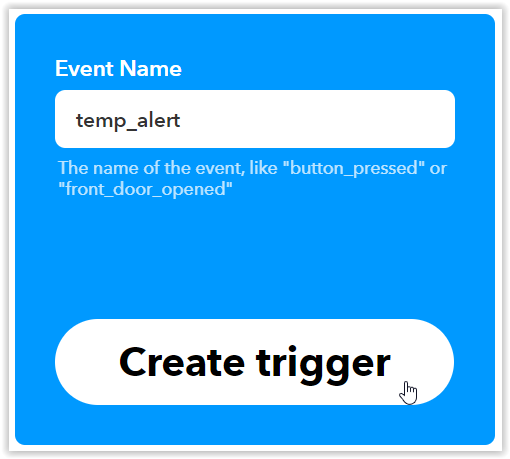 Event Name
temp_alert
The name of the event, like "button_pressed" or
"front_door_opened"
Create trigger